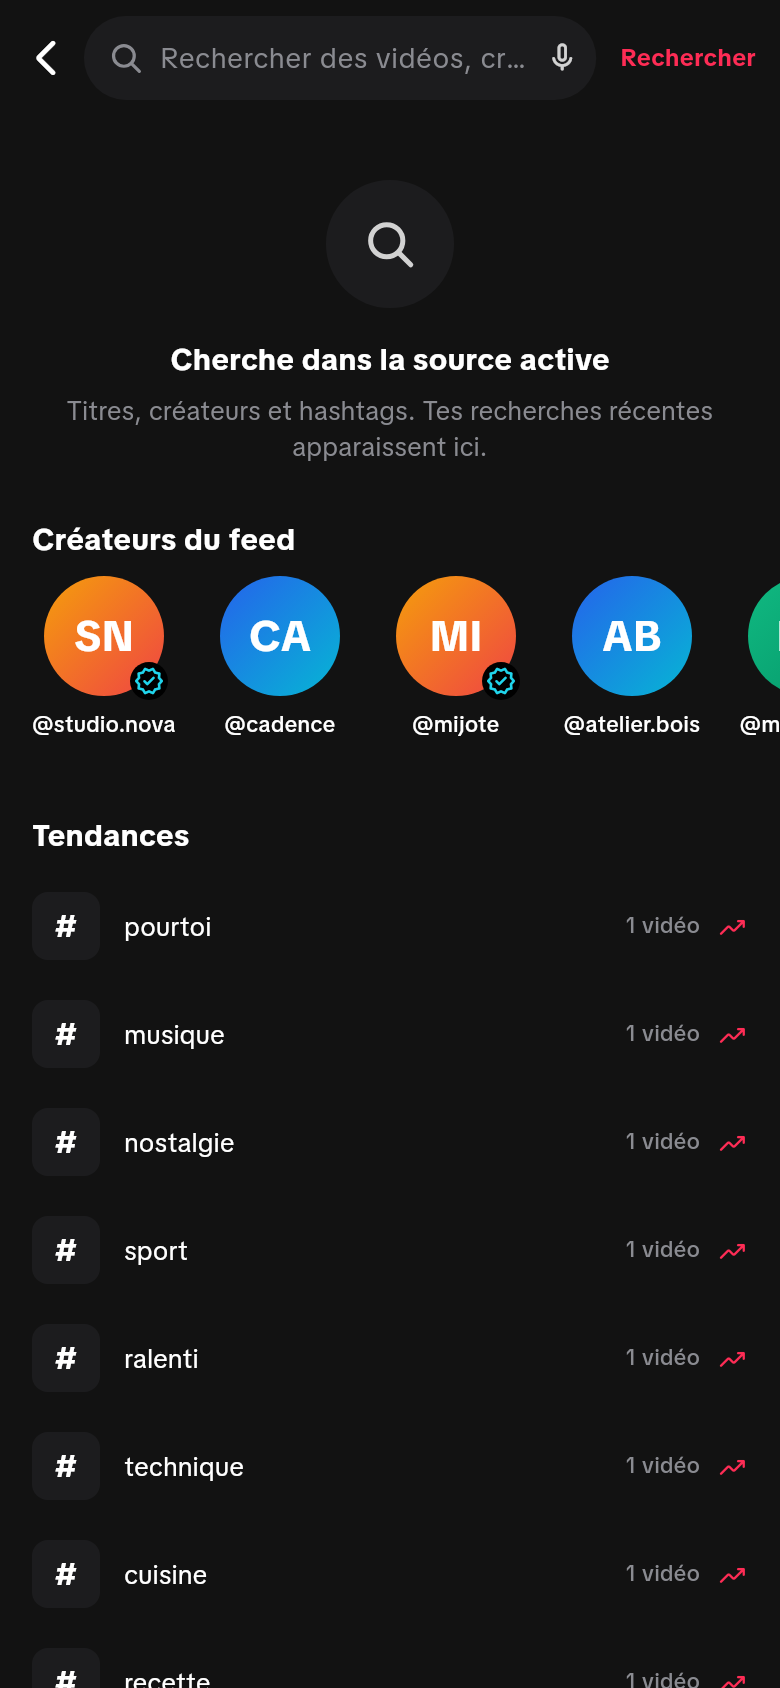 Rechercher des vidéos, cr...
Rechercher
Cherche dans la source active
Titres, créateurs et hashtags. Tes recherches récentes
apparaissent ici.
Créateurs du feed
SN
CA
MI
AB
@studio.nova
@cadence
@mijote
@atelier.bois
@m
Tendances
# pourtoi 1 vidéo
# musique 1 vidéo
# nostalgie 1 vidéo
# sport 1 vidéo
# ralenti 1 vidéo
# technique 1 vidéo
# cuisine 1 vidéo
# recette 1 vidéo